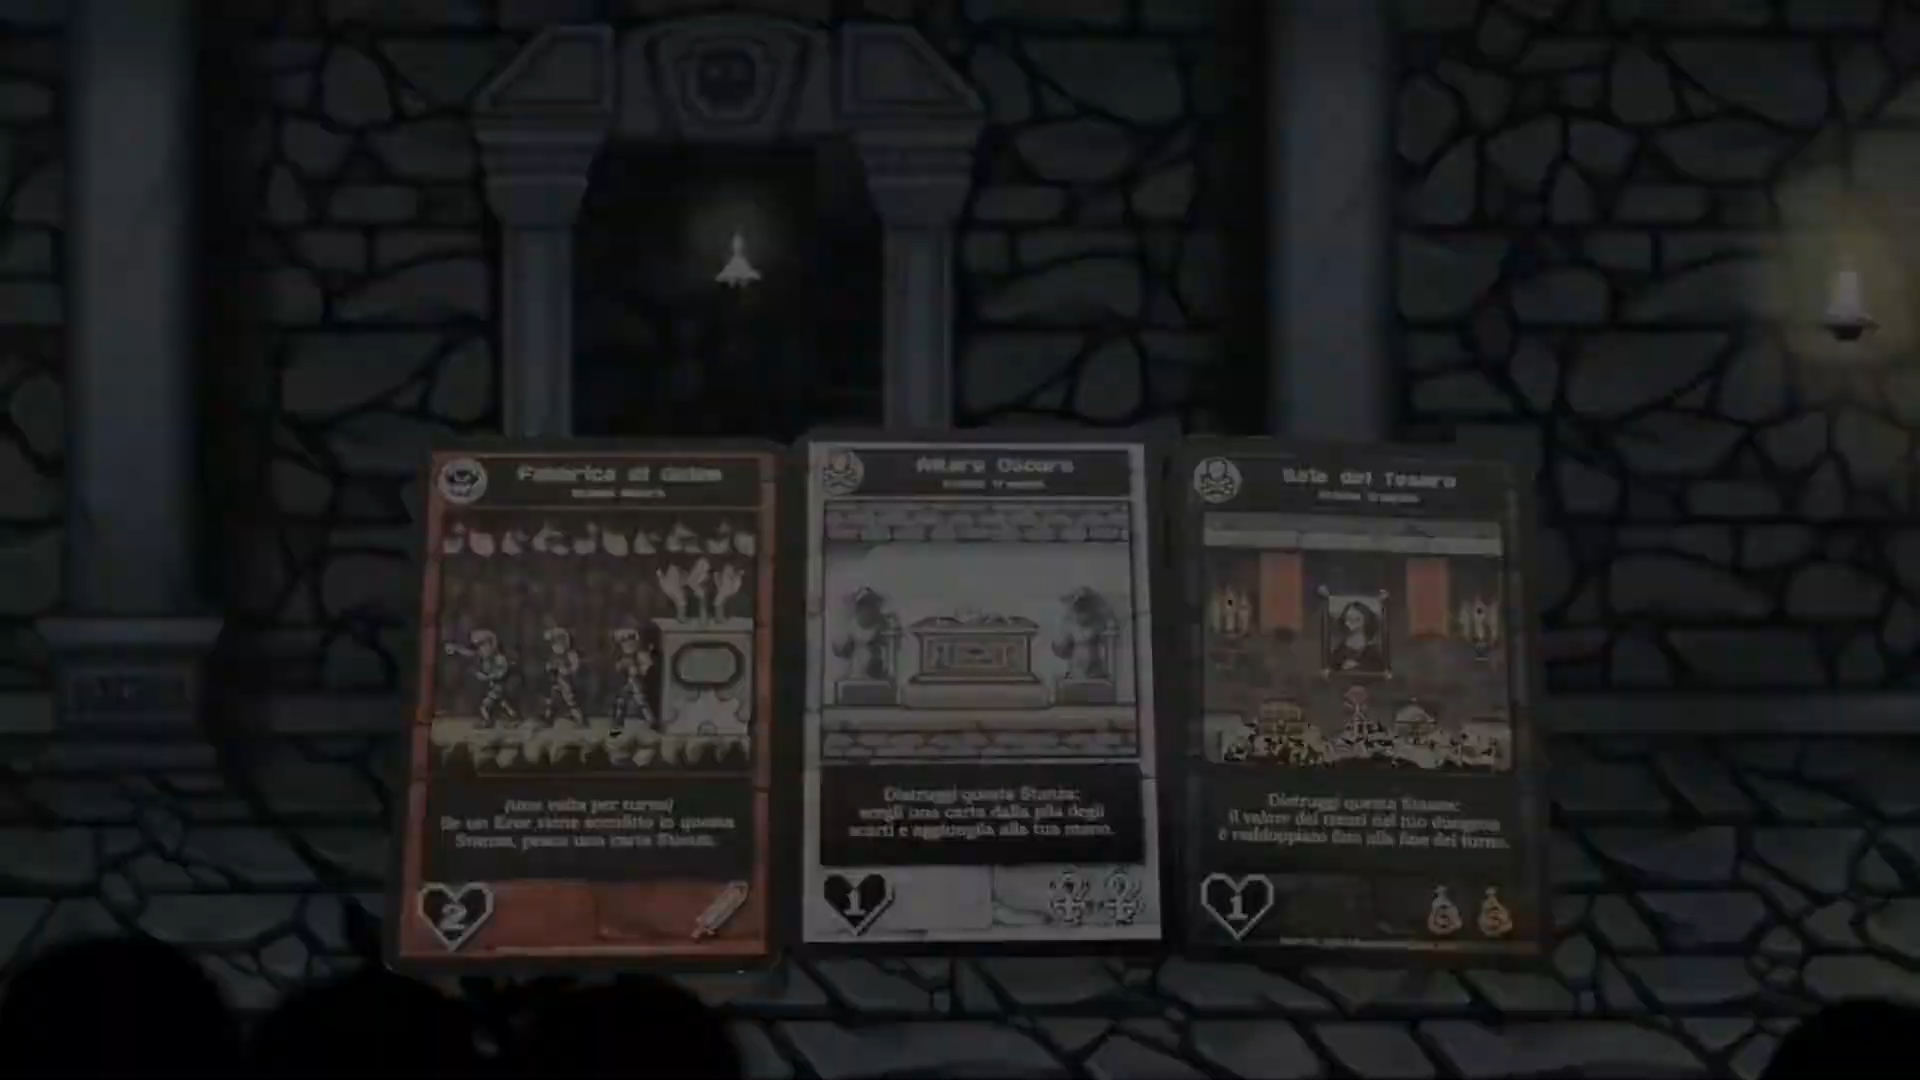 Fabbrica di Golem
(Una volta per turno)
Se un Eroe viene sconfitto in questa
Stanza, pesca una carta Stanza.
2
Altare Oscuro
Distruggi questa Stanza:
scegli una carta dalla pila degli
scarti e aggiungila alla tua mano.
1
Sala del Tesoro
Distruggi questa Stanza:
il valore dei tesori nel tuo dungeon
è raddoppiato fino alla fine del turno.
1